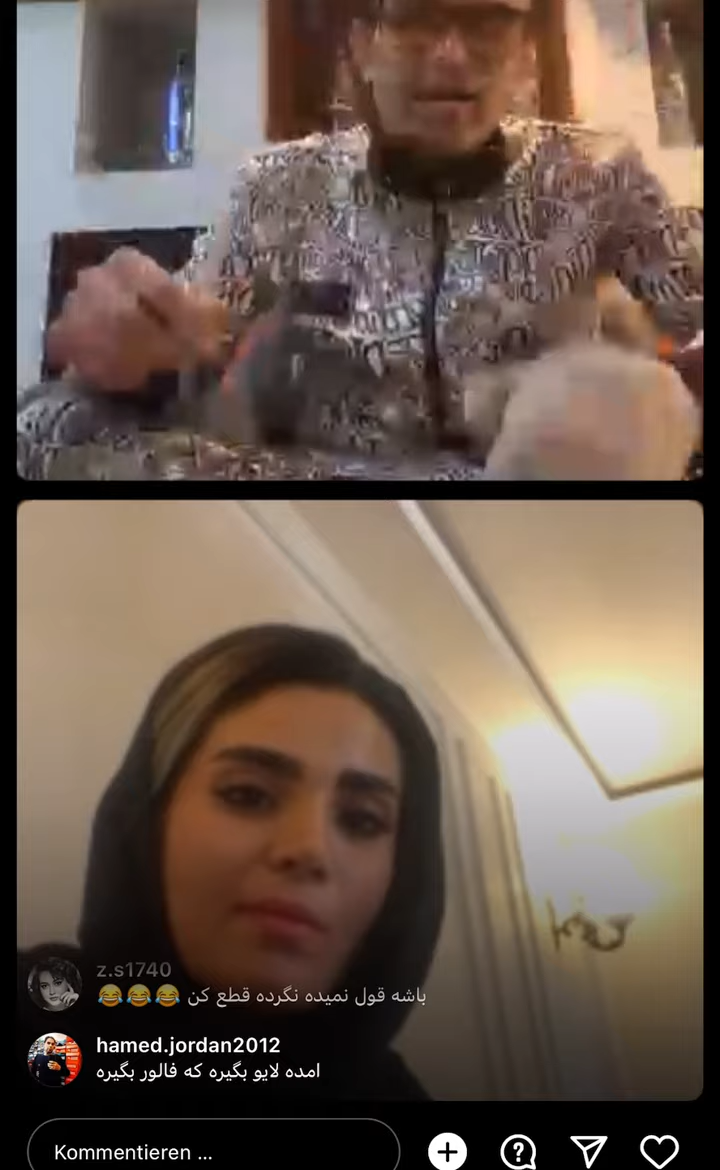 z.s1740
باشه قول نمیده نگرده قطع کن 😂😂😂
hamed.jordan2012
امده لایو بگیره که فالور بگیره
Kommentieren ...